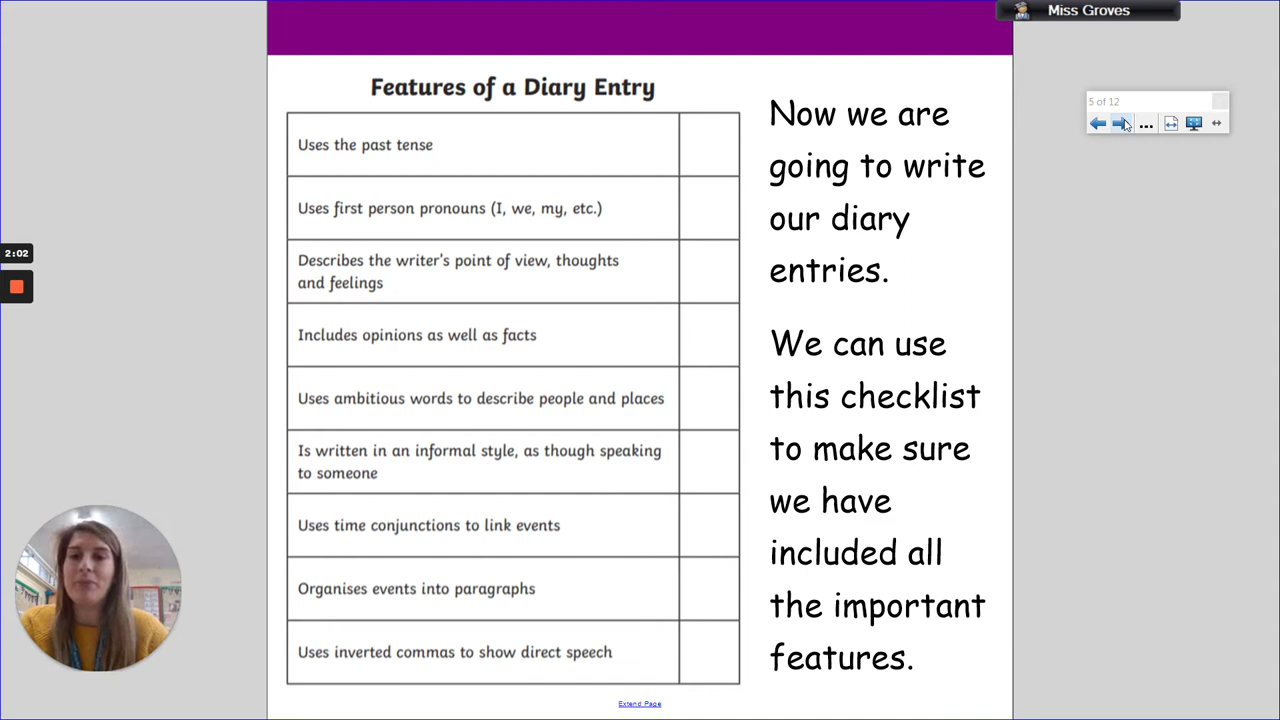 Miss Groves
5 of 12
2:02
Features of a Diary Entry
Uses the past tense
Uses first person pronouns (I, we, my, etc.)
Describes the writer's point of view, thoughts
and feelings
Includes opinions as well as facts
Uses ambitious words to describe people and places
Is written in an informal style, as though speaking
to someone
Uses time conjunctions to link events
Organises events into paragraphs
Uses inverted commas to show direct speech
Now we are
going to write
our diary
entries.
We can use
this checklist
to make sure
we have
included all
the important
features.
Extend Page